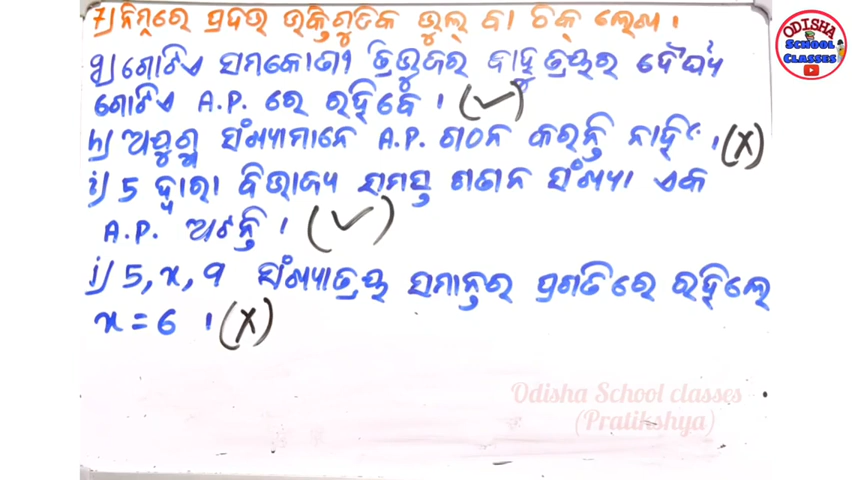 7) ନିମ୍ନରେ ପ୍ରଦତ୍ତ ଉକ୍ତିଗୁଡିକ ଭୁଲ୍ ବା ଠିକ୍ ଲେଖ ।
g) ଗୋଟିଏ ସମକୋଣୀ ତ୍ରିଭୁଜର ବାହୁତ୍ରୟର ଦୈର୍ଘ୍ୟ
ଗୋଟିଏ A.P. ରେ ରହିବେ । (✓)
h) ଅଯୁଗ୍ମ ସଂଖ୍ୟାମାନେ A.P. ଗଠନ କରନ୍ତି ନାହିଁ । (X)
i) 5 ଦ୍ୱାରା ବିଭାଜ୍ୟ ସମସ୍ତ ଗଣନ ସଂଖ୍ୟା ଏକ
A.P. ଅଟନ୍ତି । (✓)
j) 5, x, 9 ସଂଖ୍ୟାତ୍ରୟ ସମାନ୍ତର ପ୍ରଗତିରେ ରହିଲେ
x = 6 । (X)
ODISHA
SCHOOL
CLASSES
Odisha School classes
(Pratikshya)